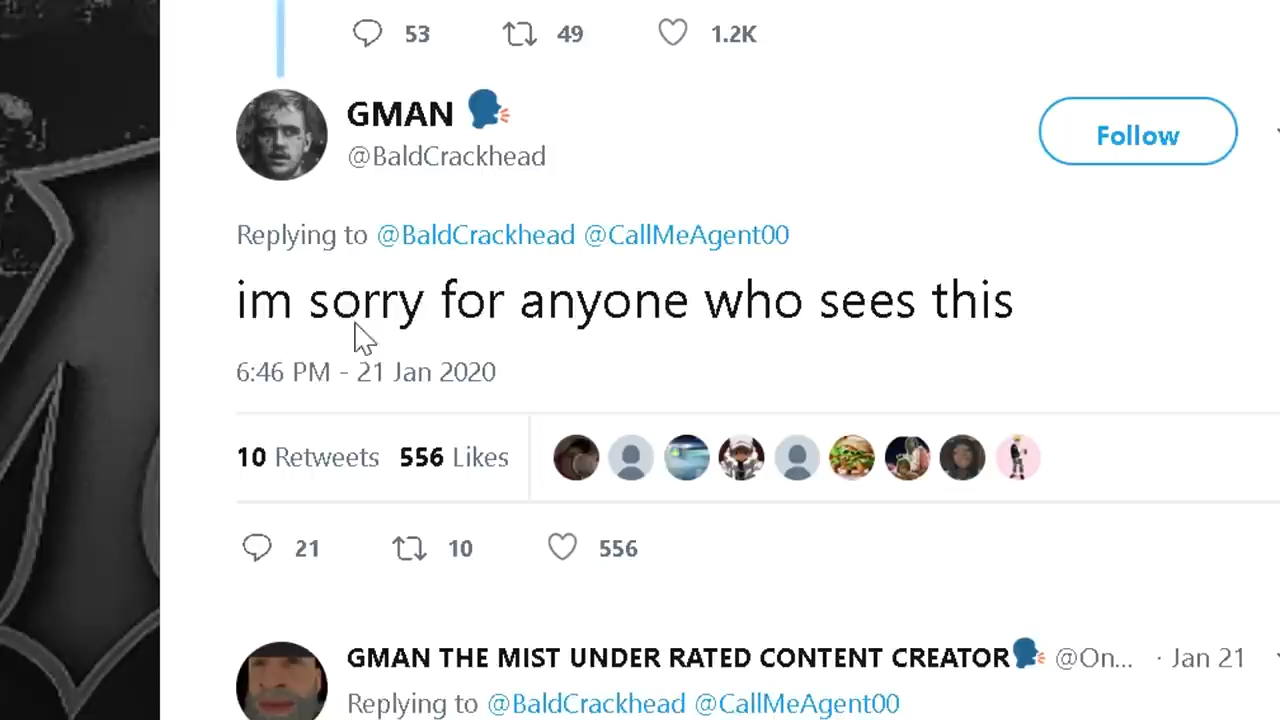 53 49 1.2K
GMAN
@BaldCrackhead
Follow
Replying to @BaldCrackhead @CallMeAgent00
im sorry for anyone who sees this
6:46 PM - 21 Jan 2020
10 Retweets 556 Likes
21 10 556
GMAN THE MIST UNDER RATED CONTENT CREATOR @On... · Jan 21
Replying to @BaldCrackhead @CallMeAgent00